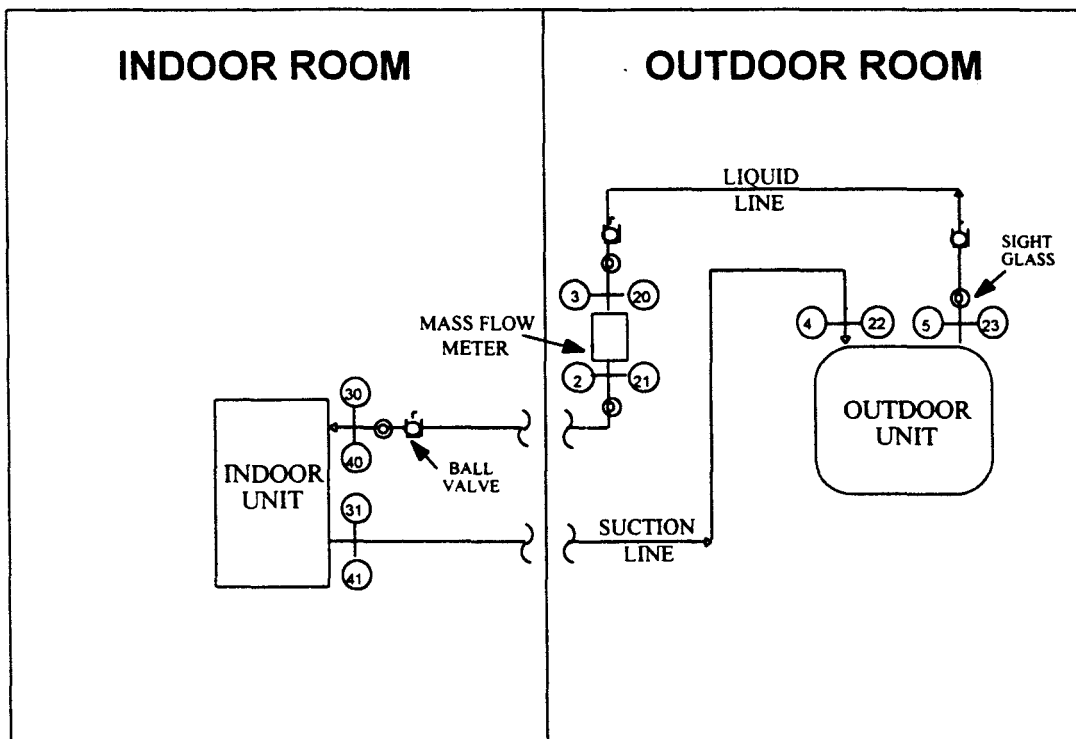 INDOOR ROOM
OUTDOOR ROOM
LIQUID
LINE
SIGHT
GLASS
3
20
4
22
5
23
MASS FLOW
METER
2
21
OUTDOOR
UNIT
30
40
BALL
VALVE
INDOOR
UNIT
31
41
SUCTION
LINE